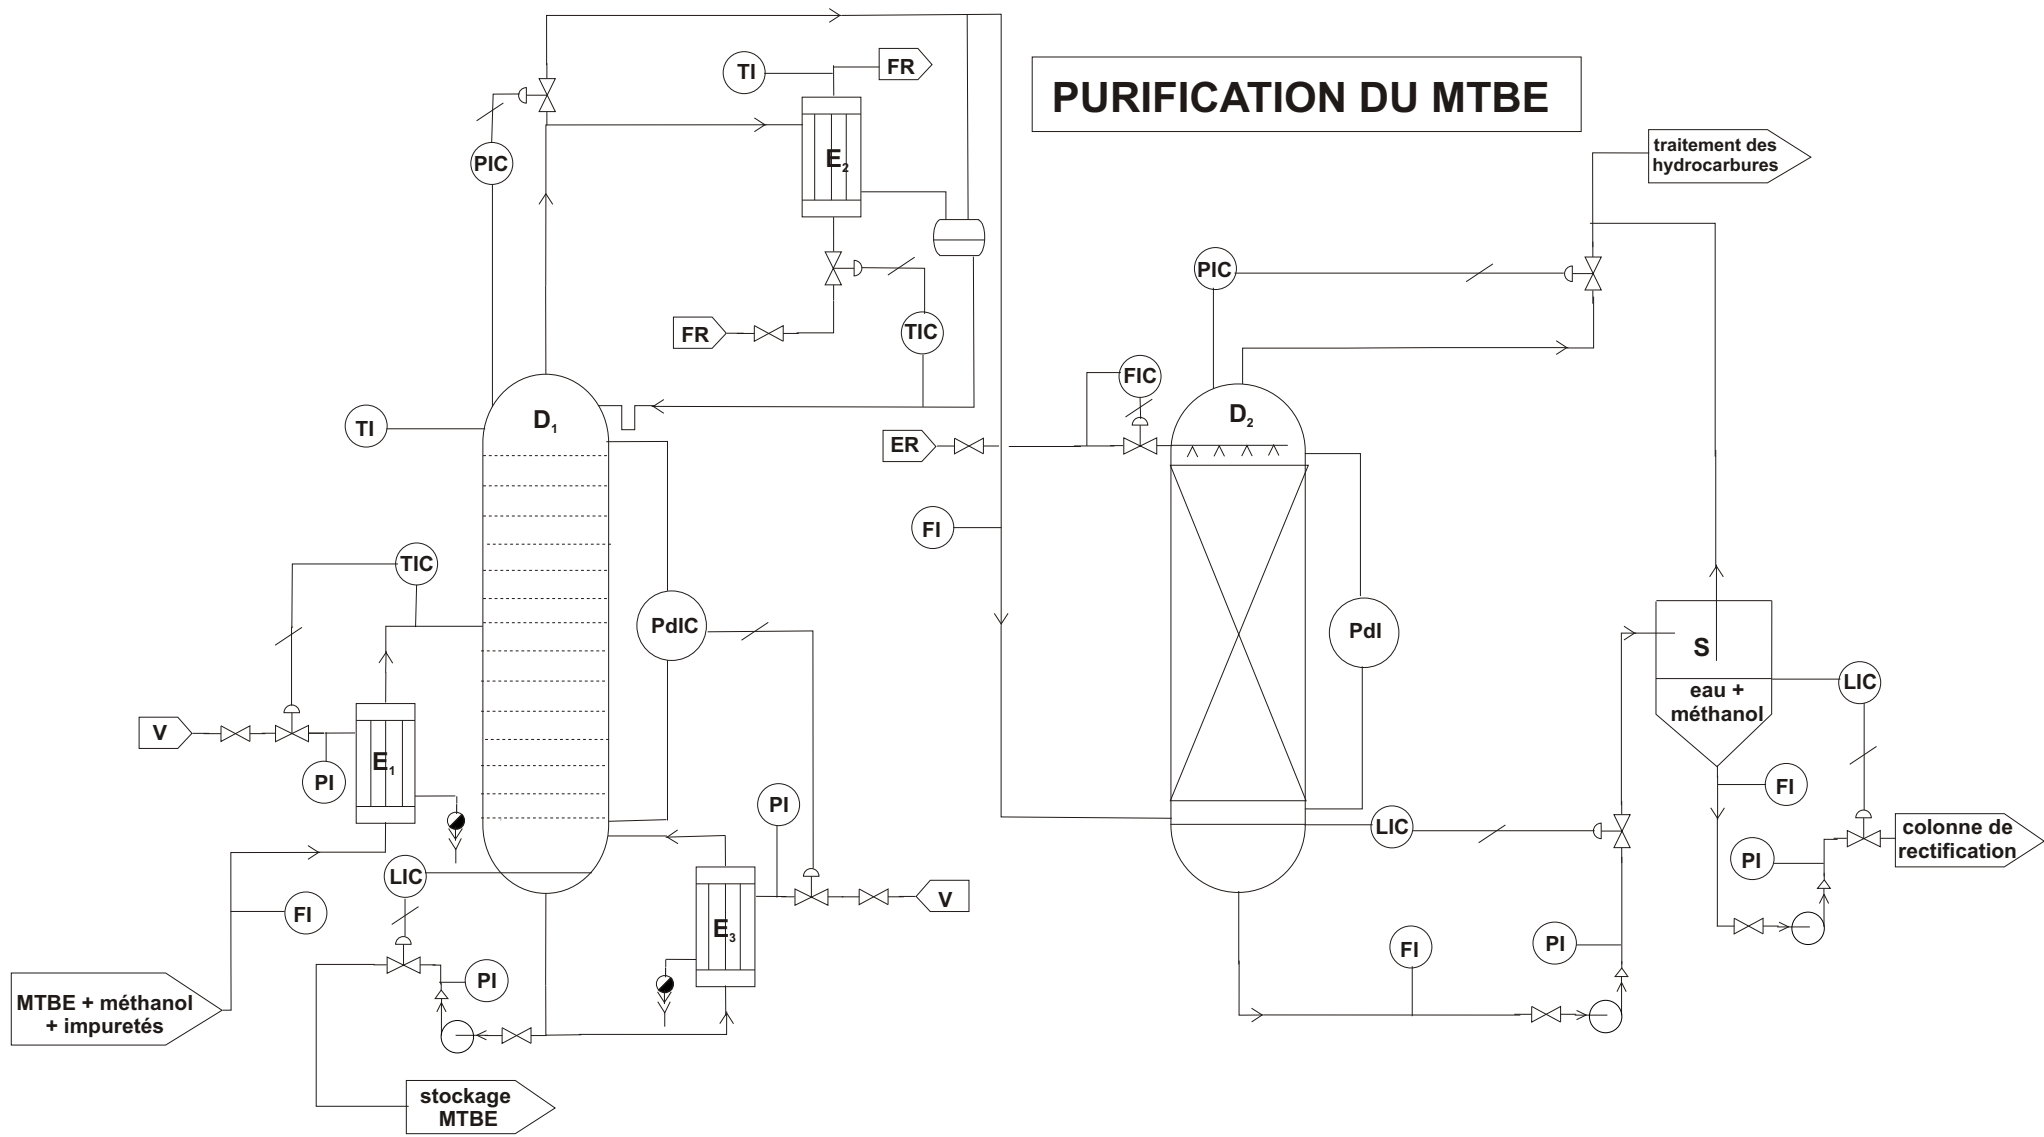 PURIFICATION DU MTBE
TI
FR
PIC
E2
traitement des
hydrocarbures
FR
TIC
PIC
FIC
TI
D1
ER
D2
FI
TIC
PdIC
PdI
S
eau +
méthanol
LIC
V
PI
E1
PI
LIC
FI
colonne de
rectification
PI
LIC
V
FI
E3
FI
PI
PI
MTBE + méthanol
+ impuretés
stockage
MTBE